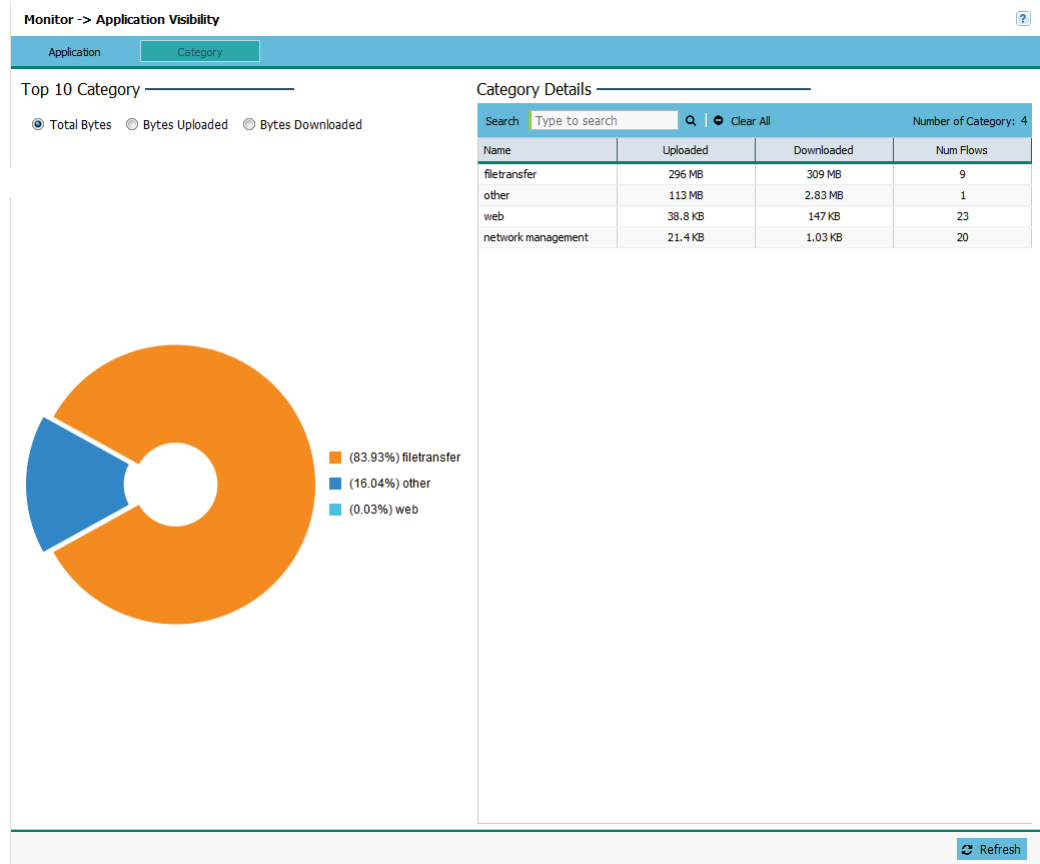 Monitor -> Application Visibility
?
Application Category
Top 10 Category
Total Bytes Bytes Uploaded Bytes Downloaded
(83.93%) filetransfer
(16.04%) other
(0.03%) web
Category Details
Search Type to search Clear All Number of Category: 4
Name Uploaded Downloaded Num Flows
filetransfer 296 MB 309 MB 9
other 113 MB 2.83 MB 1
web 38.8 KB 147 KB 23
network management 21.4 KB 1.03 KB 20
Refresh